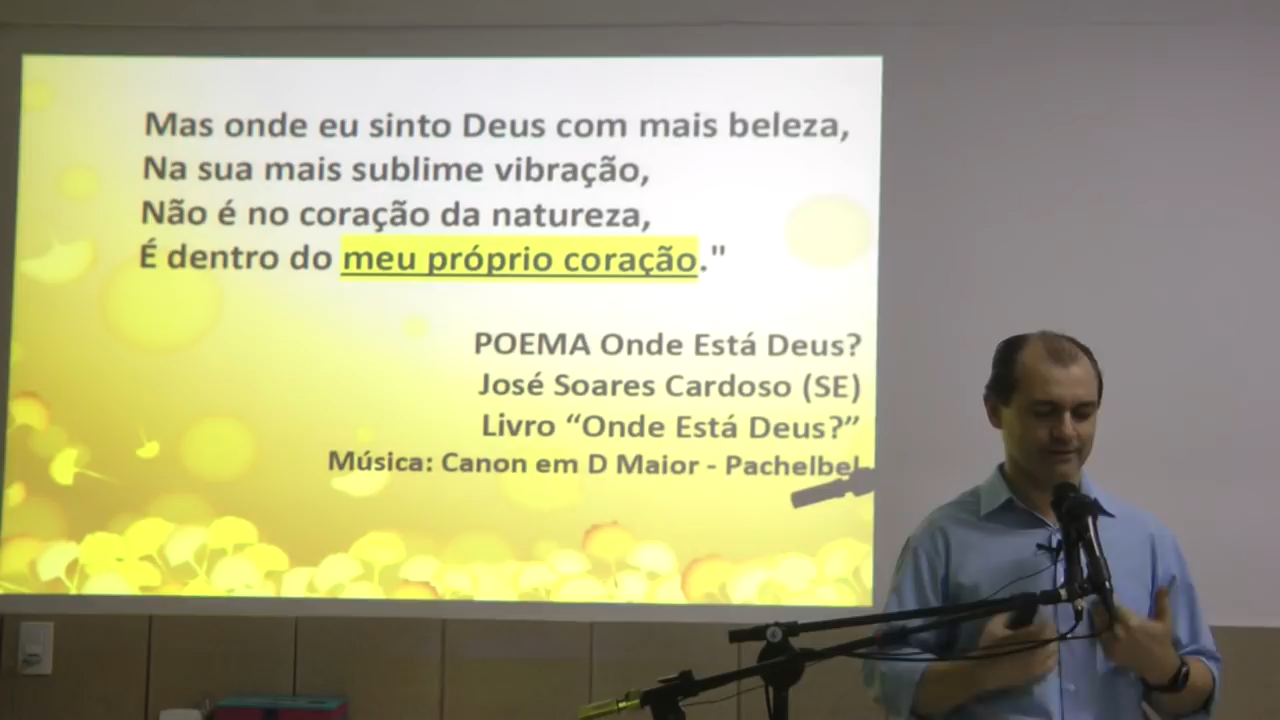 Mas onde eu sinto Deus com mais beleza,
Na sua mais sublime vibração,
Não é no coração da natureza,
É dentro do meu próprio coração."
POEMA Onde Está Deus?
José Soares Cardoso (SE)
Livro “Onde Está Deus?”
Música: Canon em D Maior - Pachelbel